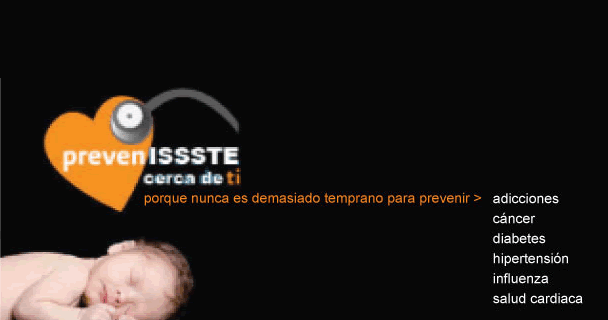 prevenISSSTE
cerca de ti
porque nunca es demasiado temprano para prevenir > adicciones
cáncer
diabetes
hipertensión
influenza
salud cardiaca